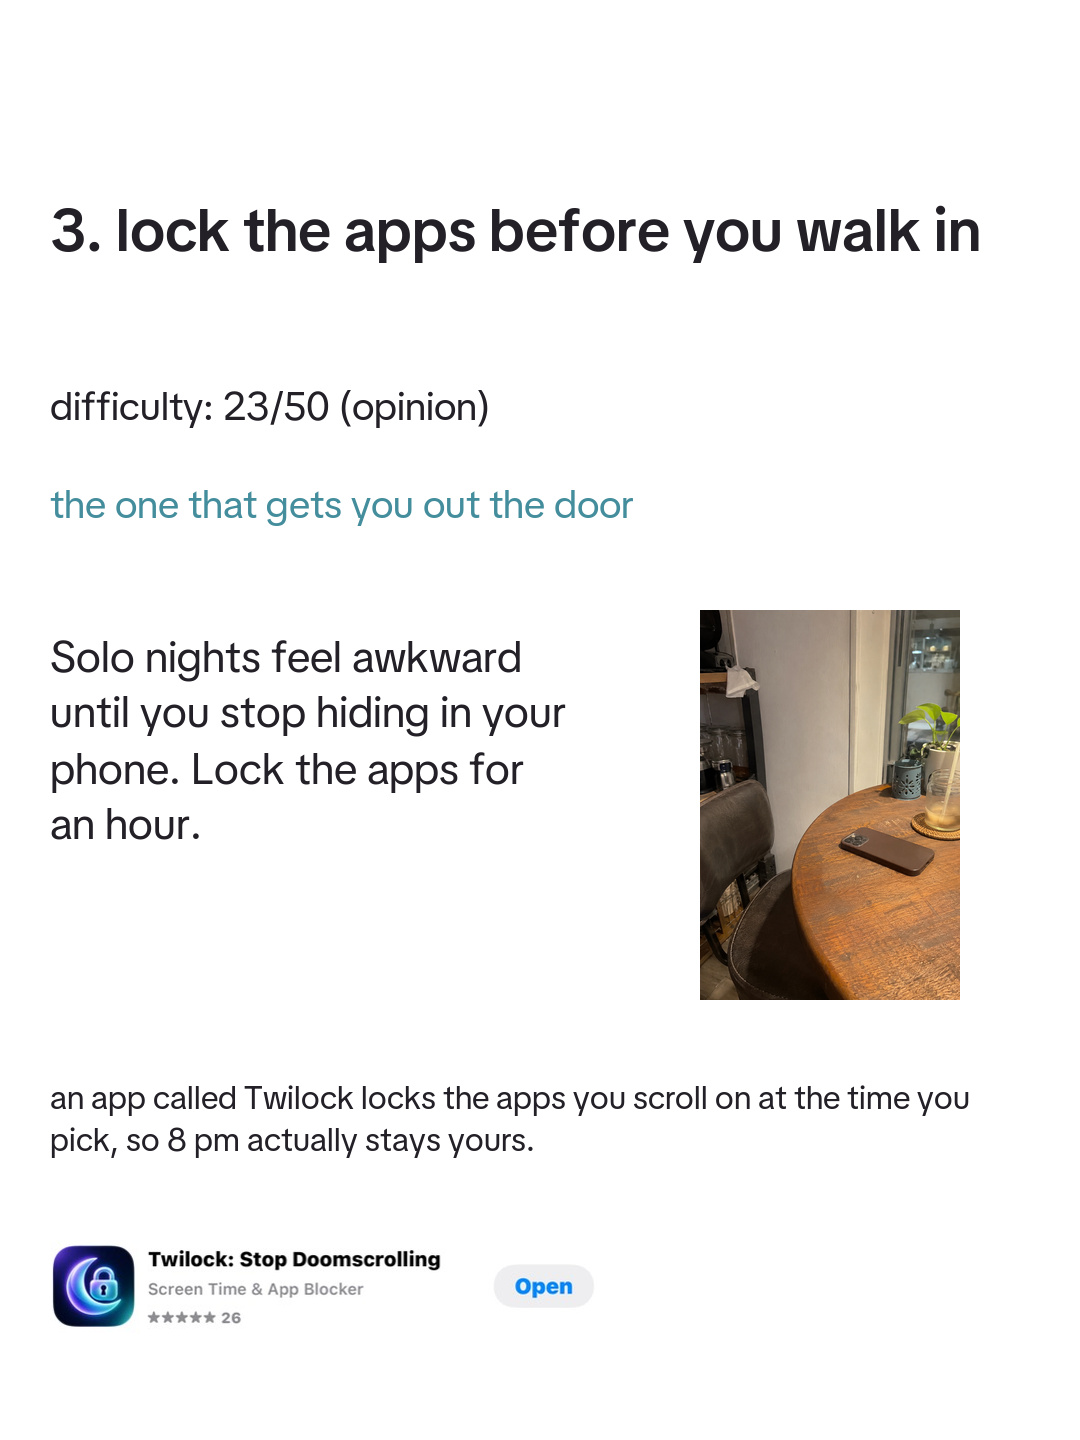 3. lock the apps before you walk in
difficulty: 23/50 (opinion)
the one that gets you out the door
Solo nights feel awkward
until you stop hiding in your
phone. Lock the apps for
an hour.
an app called Twilock locks the apps you scroll on at the time you
pick, so 8 pm actually stays yours.
Twilock: Stop Doomscrolling
Screen Time & App Blocker
★★★★★ 26
Open